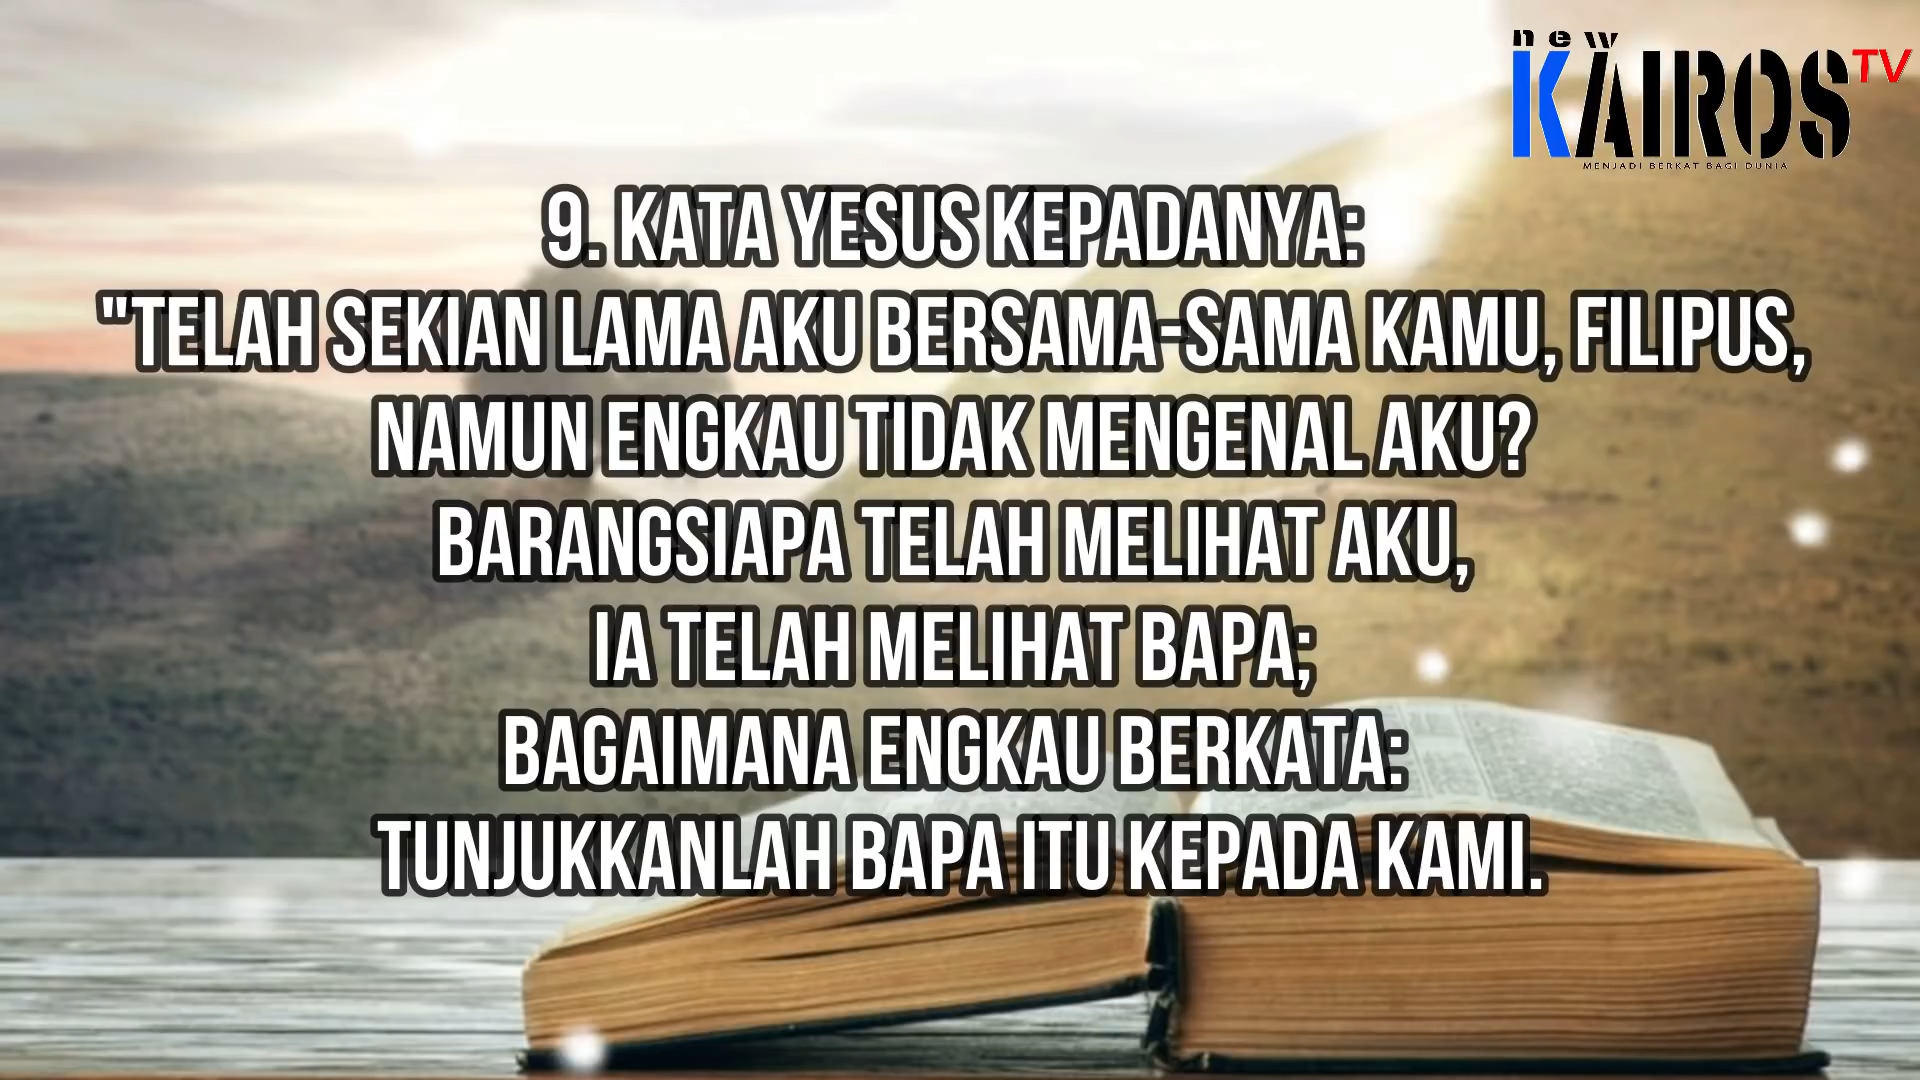 new
KAIROS TV
MENJADI BERKAT BAGI DUNIA
9. KATA YESUS KEPADANYA:
"TELAH SEKIAN LAMA AKU BERSAMA-SAMA KAMU, FILIPUS,
NAMUN ENGKAU TIDAK MENGENAL AKU?
BARANGSIAPA TELAH MELIHAT AKU,
IA TELAH MELIHAT BAPA;
BAGAIMANA ENGKAU BERKATA:
TUNJUKKANLAH BAPA ITU KEPADA KAMI.